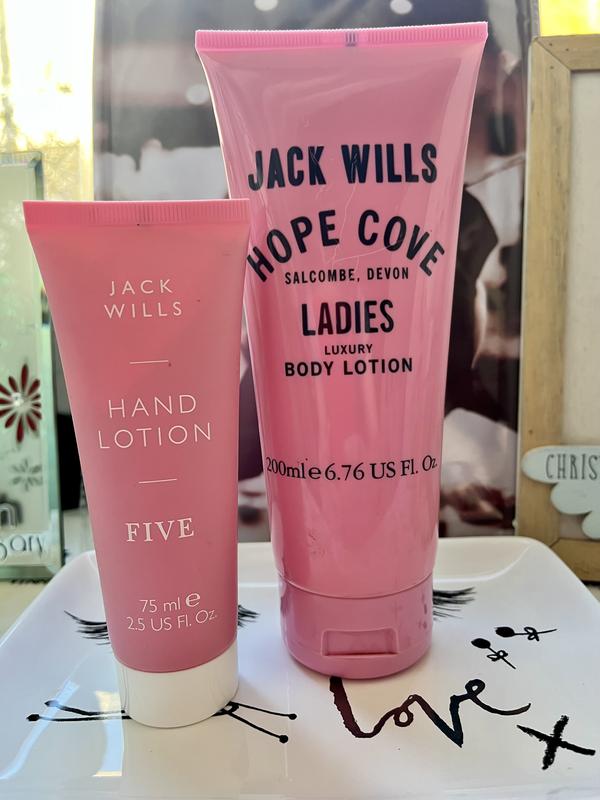 JACK
WILLS
HAND
LOTION
FIVE
75 ml e
2.5 US Fl. Oz.
JACK WILLS
HOPE COVE
SALCOMBE, DEVON
LADIES
LUXURY
BODY LOTION
200ml e 6.76 US Fl. Oz.
love
x
CHRIS